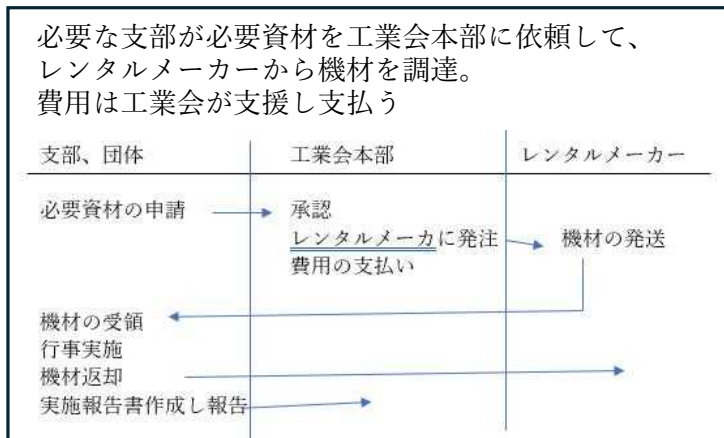 必要な支部が必要資材を工業会本部に依頼して、
レンタルメーカーから機材を調達。
費用は工業会が支援し支払う
支部、団体 工業会本部 レンタルメーカー
必要資材の申請 承認
レンタルメーカに発注 機材の発送
費用の支払い
機材の受領
行事実施
機材返却
実施報告書作成し報告